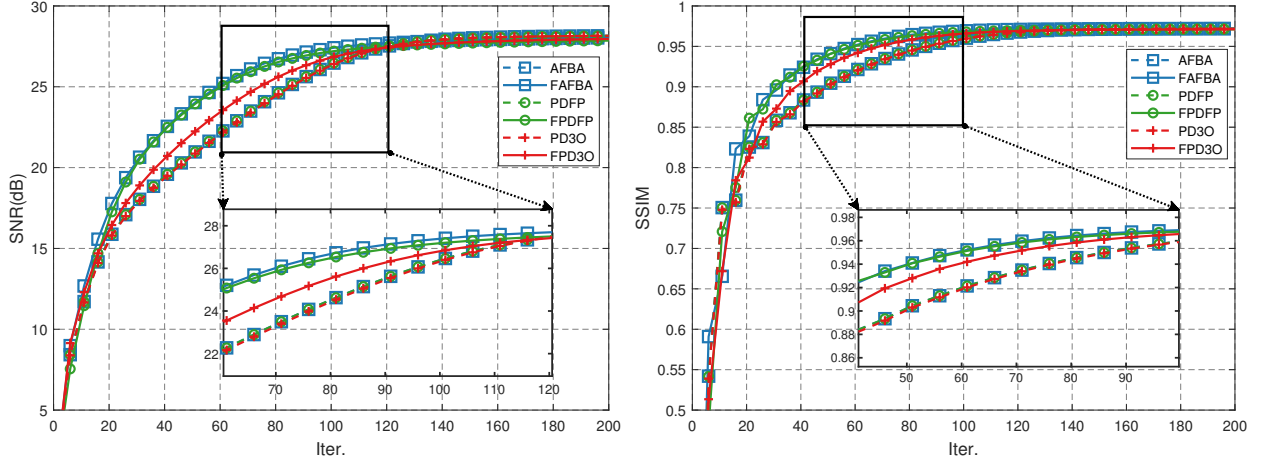 30
25
20
15
10
5
SNR(dB)
0 20 40 60 80 100 120 140 160 180 200
Iter.
AFBA
FAFBA
PDFP
FPDFP
PD3O
FPD3O
28
26
24
22
70 80 90 100 110 120
1
0.95
0.9
0.85
0.8
0.75
0.7
0.65
0.6
0.55
0.5
SSIM
0 20 40 60 80 100 120 140 160 180 200
Iter.
AFBA
FAFBA
PDFP
FPDFP
PD3O
FPD3O
0.98
0.96
0.94
0.92
0.9
0.88
0.86
50 60 70 80 90